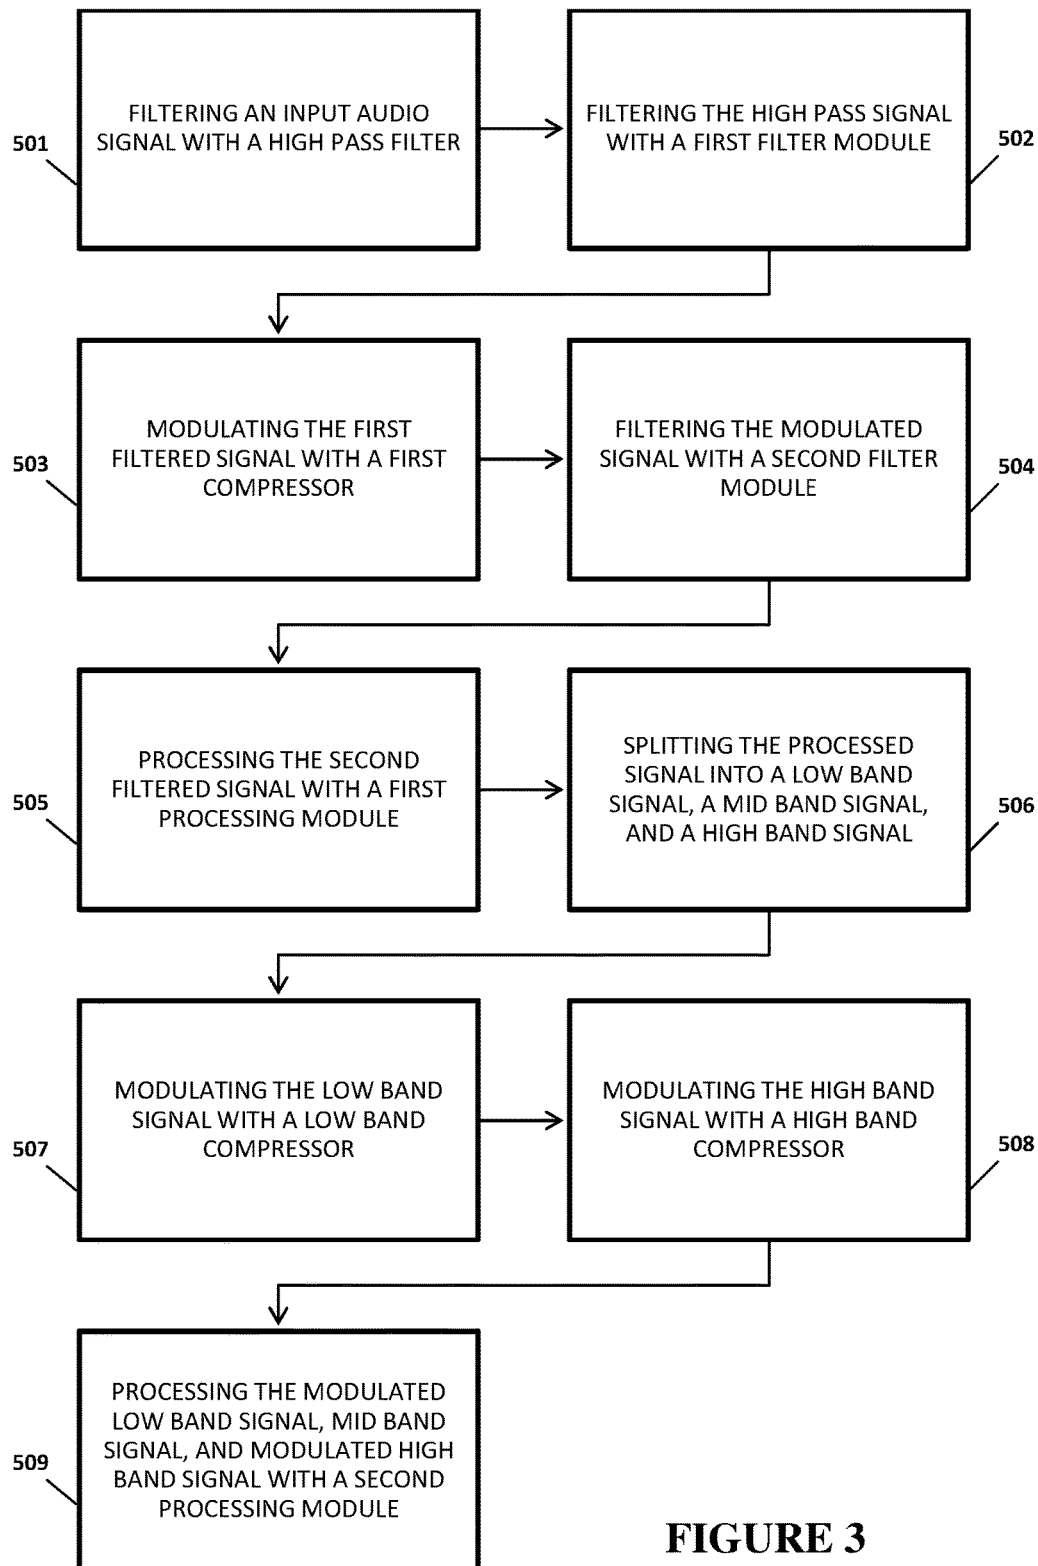 FILTERING AN INPUT AUDIO
SIGNAL WITH A HIGH PASS FILTER
501
FILTERING THE HIGH PASS SIGNAL
WITH A FIRST FILTER MODULE
502
MODULATING THE FIRST
FILTERED SIGNAL WITH A FIRST
COMPRESSOR
503
FILTERING THE MODULATED
SIGNAL WITH A SECOND FILTER
MODULE
504
PROCESSING THE SECOND
FILTERED SIGNAL WITH A FIRST
PROCESSING MODULE
505
SPLITTING THE PROCESSED
SIGNAL INTO A LOW BAND
SIGNAL, A MID BAND SIGNAL,
AND A HIGH BAND SIGNAL
506
MODULATING THE LOW BAND
SIGNAL WITH A LOW BAND
COMPRESSOR
507
MODULATING THE HIGH BAND
SIGNAL WITH A HIGH BAND
COMPRESSOR
508
PROCESSING THE MODULATED
LOW BAND SIGNAL, MID BAND
SIGNAL, AND MODULATED HIGH
BAND SIGNAL WITH A SECOND
PROCESSING MODULE
509
FIGURE 3